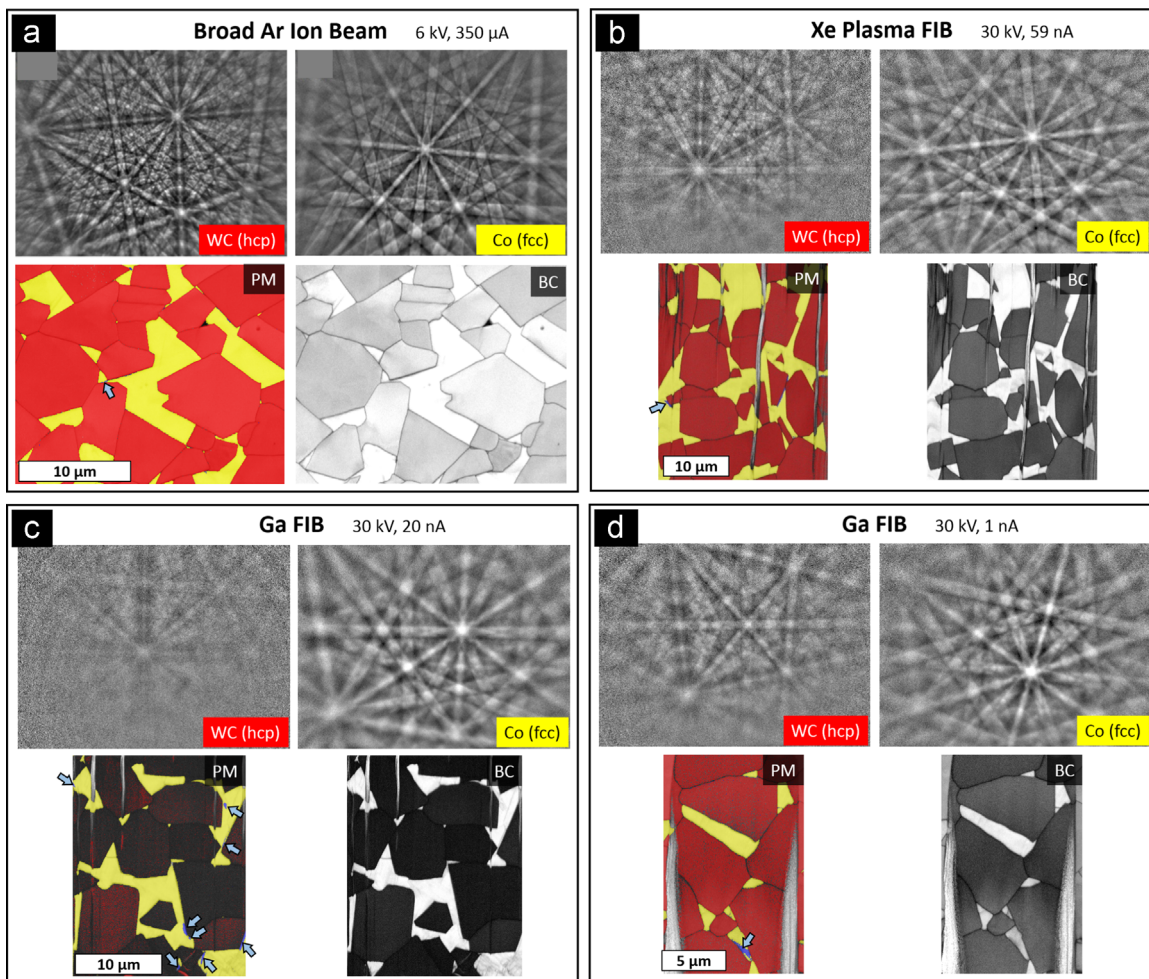 a
Broad Ar Ion Beam 6 kV, 350 µA
WC (hcp)
Co (fcc)
PM
BC
10 µm
b
Xe Plasma FIB 30 kV, 59 nA
WC (hcp)
Co (fcc)
PM
BC
10 µm
c
Ga FIB 30 kV, 20 nA
WC (hcp)
Co (fcc)
PM
BC
10 µm
d
Ga FIB 30 kV, 1 nA
WC (hcp)
Co (fcc)
PM
BC
5 µm